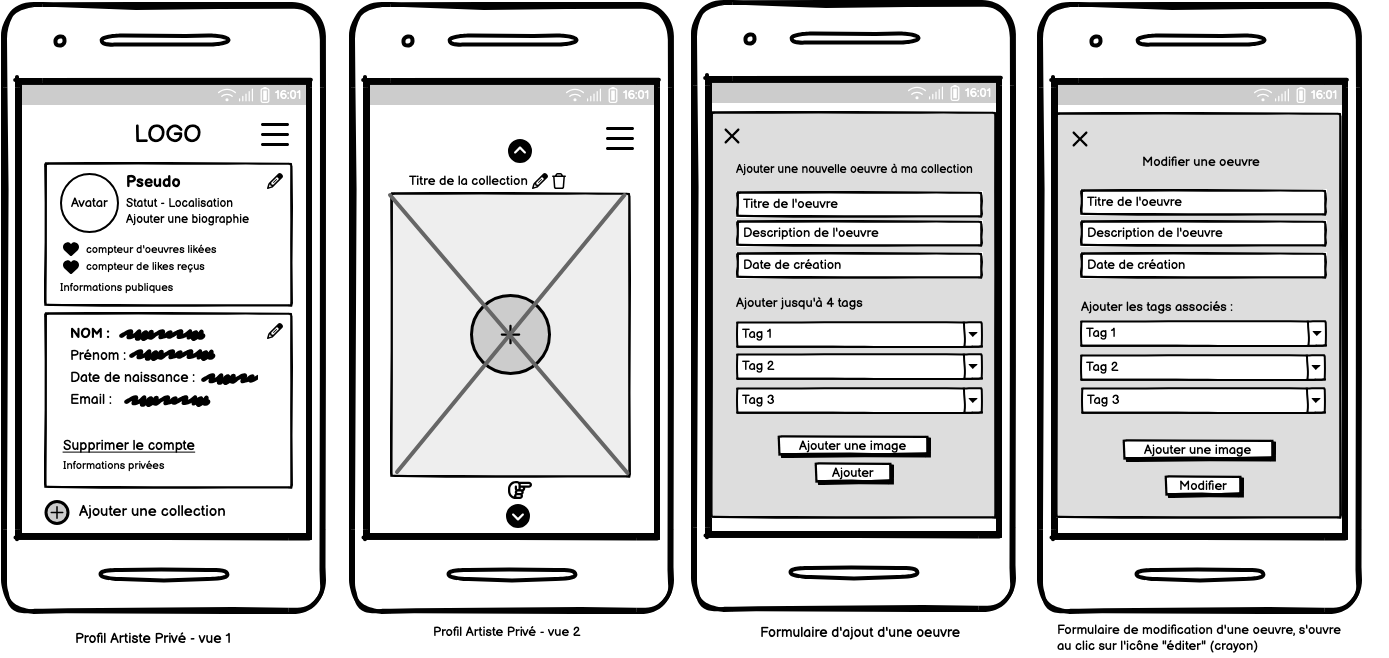 16:01
LOGO
Avatar
Pseudo
Statut - Localisation
Ajouter une biographie
compteur d'oeuvres likées
compteur de likes reçus
Informations publiques
NOM :
Prénom :
Date de naissance :
Email :
Supprimer le compte
Informations privées
Ajouter une collection
Profil Artiste Privé - vue 1
16:01
Titre de la collection
Profil Artiste Privé - vue 2
16:01
Ajouter une nouvelle oeuvre à ma collection
Titre de l'oeuvre
Description de l'oeuvre
Date de création
Ajouter jusqu'à 4 tags
Tag 1
Tag 2
Tag 3
Ajouter une image
Ajouter
Formulaire d'ajout d'une oeuvre
16:01
Modifier une oeuvre
Titre de l'oeuvre
Description de l'oeuvre
Date de création
Ajouter les tags associés :
Tag 1
Tag 2
Tag 3
Ajouter une image
Modifier
Formulaire de modification d'une oeuvre, s'ouvre
au clic sur l'icône "éditer" (crayon)